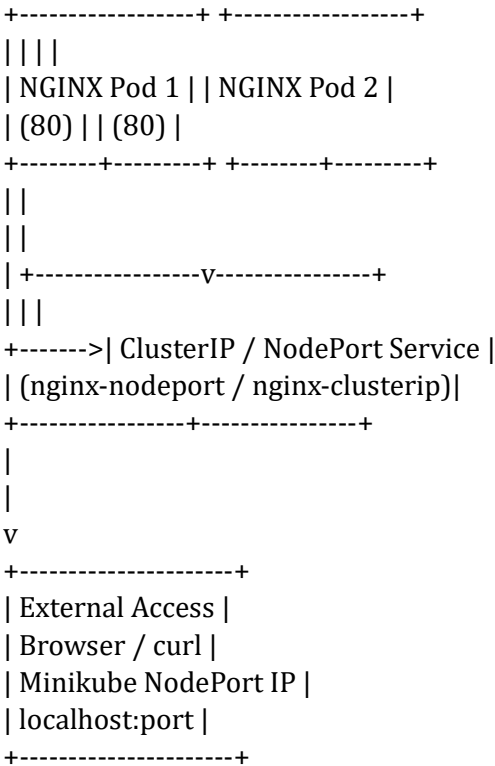 +------------------+ +------------------+
| | | |
| NGINX Pod 1 | | NGINX Pod 2 |
| (80) | | (80) |
+--------+---------+ +--------+---------+
| |
| |
| +-----------------v----------------+
| | |
+------->| ClusterIP / NodePort Service |
| (nginx-nodeport / nginx-clusterip)|
+-----------------+----------------+
|
|
v
+----------------------+
| External Access |
| Browser / curl |
| Minikube NodePort IP |
| localhost:port |
+----------------------+